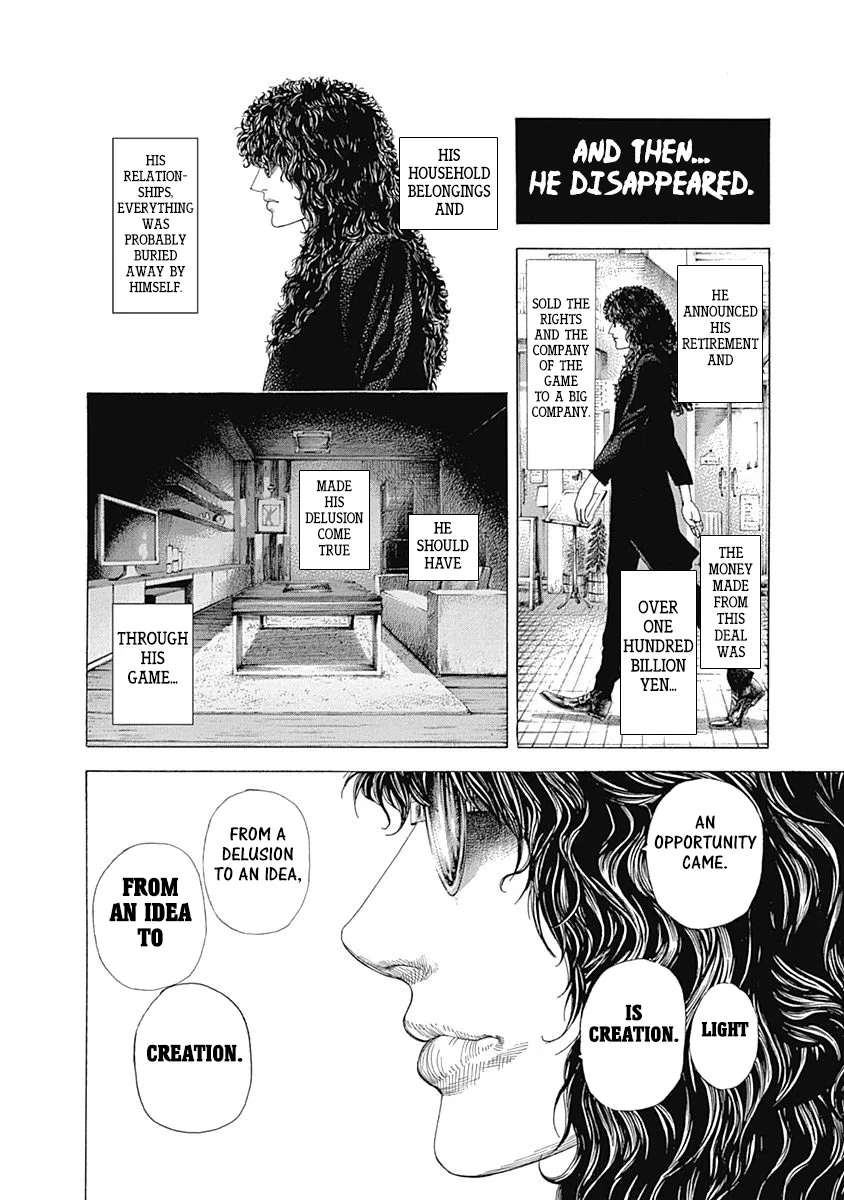 AND THEN...
HE DISAPPEARED.
HE
ANNOUNCED
HIS
RETIREMENT
AND
SOLD THE
RIGHTS
AND THE
COMPANY
OF THE
GAME
TO A BIG
COMPANY.
THE
MONEY
MADE
FROM
THIS
DEAL
WAS
OVER
ONE
HUNDRED
BILLION
YEN...
HIS
HOUSEHOLD
BELONGINGS
AND
HIS
RELATION-
SHIPS,
EVERYTHING
WAS
PROBABLY
BURIED
AWAY BY
HIMSELF.
HE
SHOULD
HAVE
MADE
HIS
DELUSION
COME
TRUE
THROUGH
HIS
GAME...
AN
OPPORTUNITY
CAME.
LIGHT
IS
CREATION.
FROM A
DELUSION
TO AN IDEA,
FROM
AN IDEA
TO
CREATION.